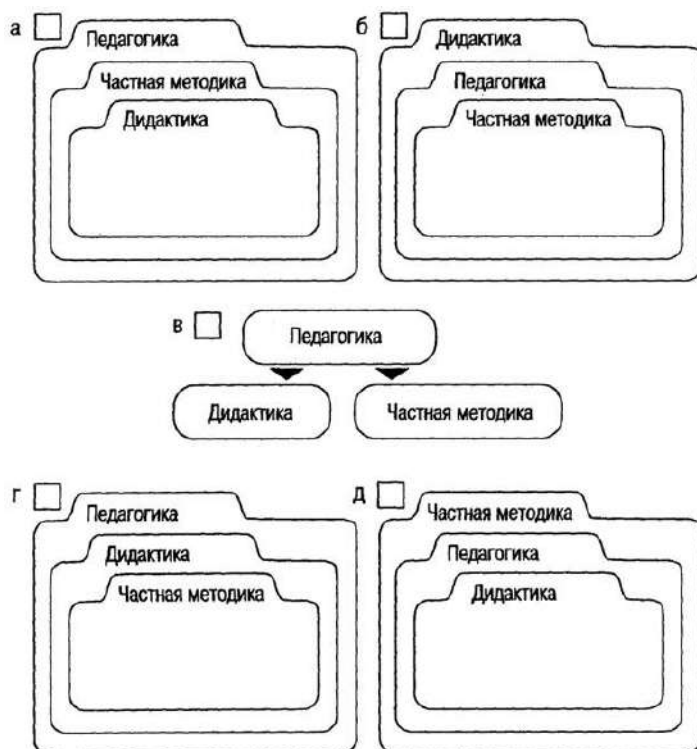 а
Педагогика
Частная методика
Дидактика
б
Дидактика
Педагогика
Частная методика
в
Педагогика
Дидактика
Частная методика
г
Педагогика
Дидактика
Частная методика
д
Частная методика
Педагогика
Дидактика